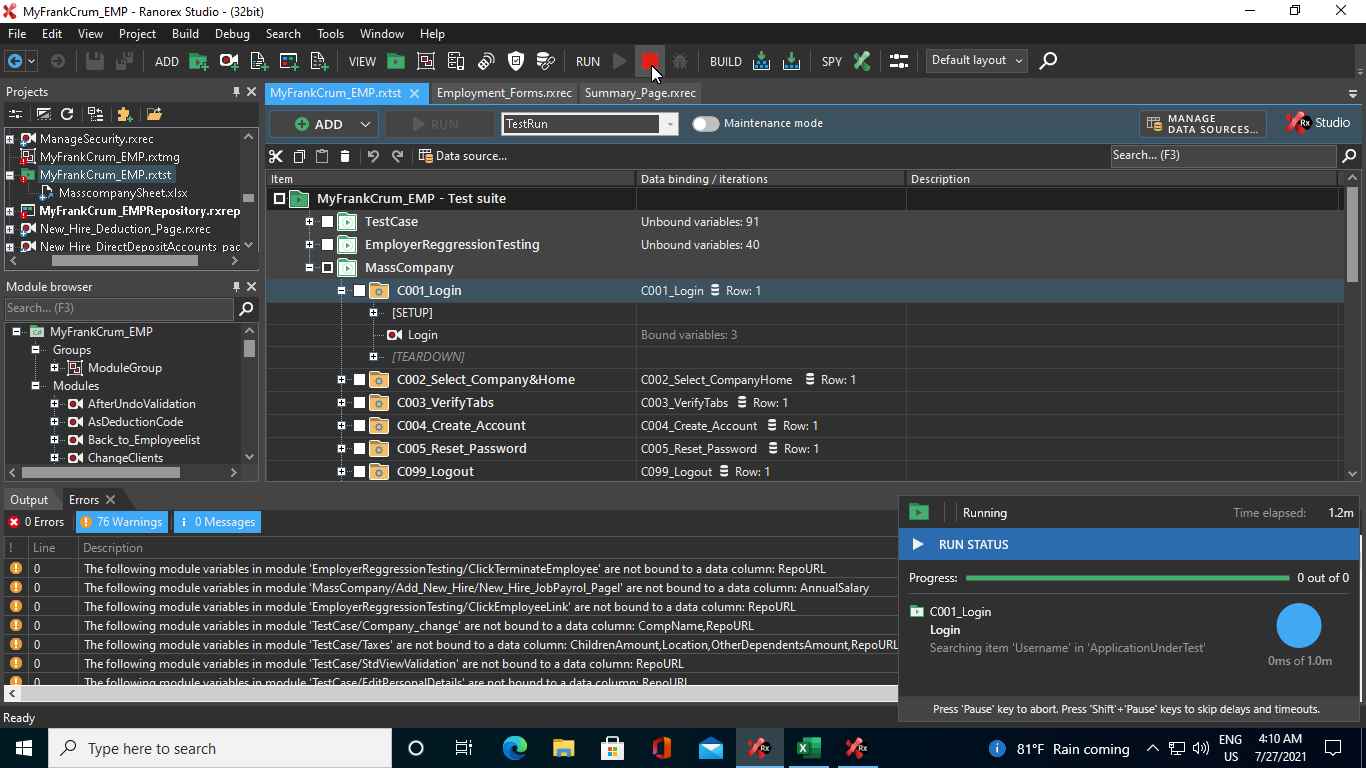 MyFrankCrum_EMP - Ranorex Studio - (32bit)
File Edit View Project Build Debug Search Tools Window Help
ADD VIEW RUN BUILD SPY Default layout
Projects
MyFrankCrum_EMP.rxtst Employment_Forms.rxrec Summary_Page.rxrec
ADD RUN TestRun Maintenance mode MANAGE DATA SOURCES... Rx Studio
ManageSecurity.rxrec
MyFrankCrum_EMP.rxtmg
MyFrankCrum_EMP.rxtst
MasscompanySheet.xlsx
MyFrankCrum_EMPRepository.rxrep
New_Hire_Deduction_Page.rxrec
New_Hire_DirectDepositAccounts_pac
Data source... Search... (F3)
Item Data binding / iterations Description
MyFrankCrum_EMP - Test suite
TestCase Unbound variables: 91
EmployerReggressionTesting Unbound variables: 40
MassCompany
C001_Login C001_Login Row: 1
[SETUP]
Login Bound variables: 3
[TEARDOWN]
C002_Select_Company&Home C002_Select_CompanyHome Row: 1
C003_VerifyTabs C003_VerifyTabs Row: 1
C004_Create_Account C004_Create_Account Row: 1
C005_Reset_Password C005_Reset_Password Row: 1
C099_Logout C099_Logout Row: 1
Module browser
Search... (F3)
MyFrankCrum_EMP
Groups
ModuleGroup
Modules
AfterUndoValidation
AsDeductionCode
Back_to_Employeelist
ChangeClients
Output Errors
0 Errors 76 Warnings 0 Messages
! Line Description
0 The following module variables in module 'EmployerReggressionTesting/ClickTerminateEmployee' are not bound to a data column: RepoURL
0 The following module variables in module 'MassCompany/Add_New_Hire/New_Hire_JobPayrol_Pagel' are not bound to a data column: AnnualSalary
0 The following module variables in module 'EmployerReggressionTesting/ClickEmployeeLink' are not bound to a data column: RepoURL
0 The following module variables in module 'TestCase/Company_change' are not bound to a data column: CompName,RepoURL
0 The following module variables in module 'TestCase/Taxes' are not bound to a data column: ChildrenAmount,Location,OtherDependentsAmount,RepoURL
0 The following module variables in module 'TestCase/StdViewValidation' are not bound to a data column: RepoURL
0 The following module variables in module 'TestCase/EditPersonalDetails' are not bound to a data column: RepoURL
Running Time elapsed: 1.2m
RUN STATUS
Progress: 0 out of 0
C001_Login
Login
Searching item 'Username' in 'ApplicationUnderTest'
0ms of 1.0m
Press 'Pause' key to abort. Press 'Shift'+'Pause' keys to skip delays and timeouts.
Ready
Type here to search
Rx
Rx
81°F Rain coming
ENG
US
4:10 AM
7/27/2021